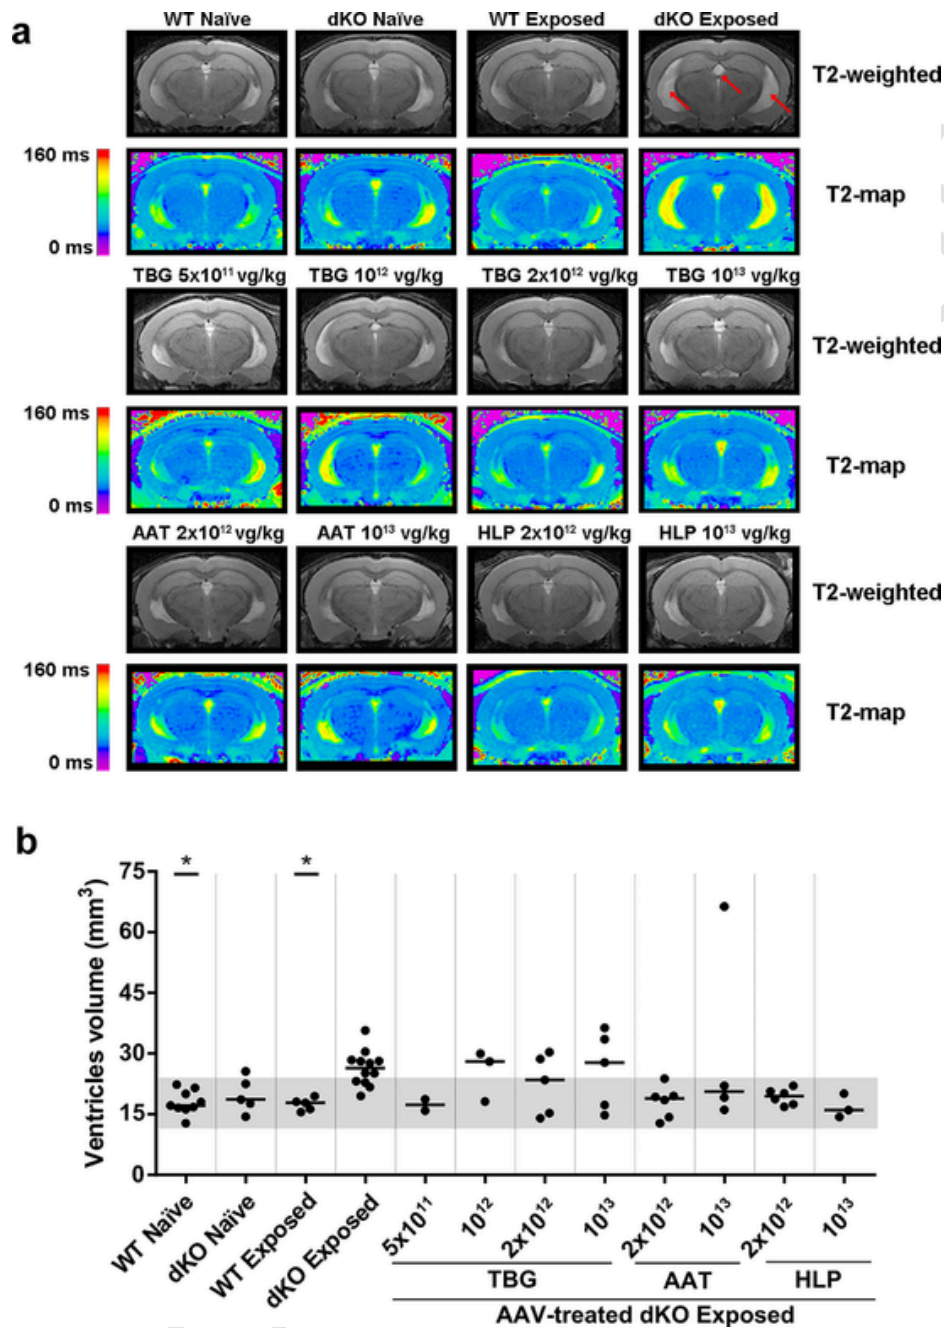 a
WT Naïve dKO Naïve WT Exposed dKO Exposed
T2-weighted
160 ms
T2-map
0 ms
TBG 5x10¹¹ vg/kg TBG 10¹² vg/kg TBG 2x10¹² vg/kg TBG 10¹³ vg/kg
T2-weighted
160 ms
T2-map
0 ms
AAT 2x10¹² vg/kg AAT 10¹³ vg/kg HLP 2x10¹² vg/kg HLP 10¹³ vg/kg
T2-weighted
160 ms
T2-map
0 ms
b
Ventricles volume (mm³)
75
60
45
30
15
0
* *
WT Naïve
dKO Naïve
WT Exposed
dKO Exposed
5x10¹¹
10¹²
2x10¹²
10¹³
2x10¹²
10¹³
2x10¹²
10¹³
TBG AAT HLP
AAV-treated dKO Exposed